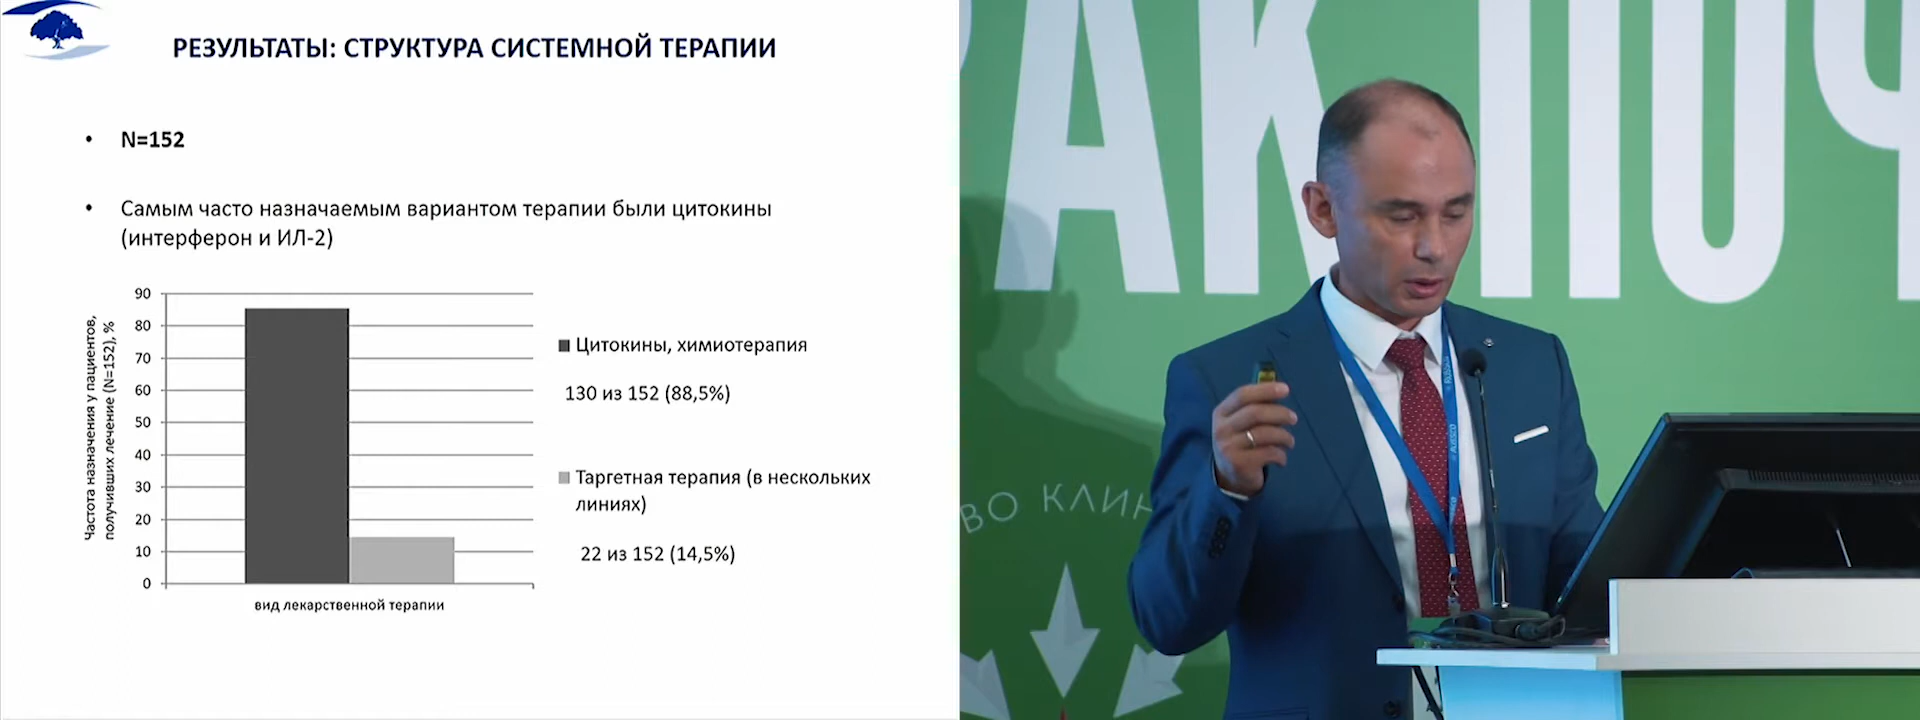 РЕЗУЛЬТАТЫ: СТРУКТУРА СИСТЕМНОЙ ТЕРАПИИ
• N=152
• Самым часто назначаемым вариантом терапии были цитокины
(интерферон и ИЛ-2)
Частота назначения у пациентов,
получивших лечение (N=152), %
90
80
70
60
50
40
30
20
10
0
вид лекарственной терапии
Цитокины, химиотерапия
130 из 152 (88,5%)
Таргетная терапия (в нескольких
линиях)
22 из 152 (14,5%)
РАК ПОЧ
ВО КЛИН